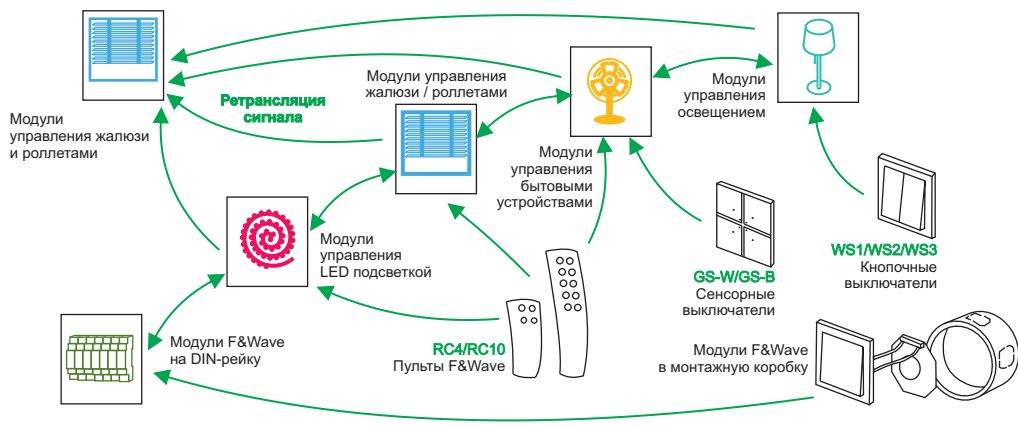 Модули
управления жалюзи
и роллетами
Ретрансляция
сигнала
Модули управления
жалюзи / роллетами
Модули
управления
бытовыми
устройствами
Модули
управления
освещением
Модули
управления
LED подсветкой
GS-W/GS-B
Сенсорные
выключатели
WS1/WS2/WS3
Кнопочные
выключатели
Модули F&Wave
на DIN-рейку
RC4/RC10
Пульты F&Wave
Модули F&Wave
в монтажную коробку